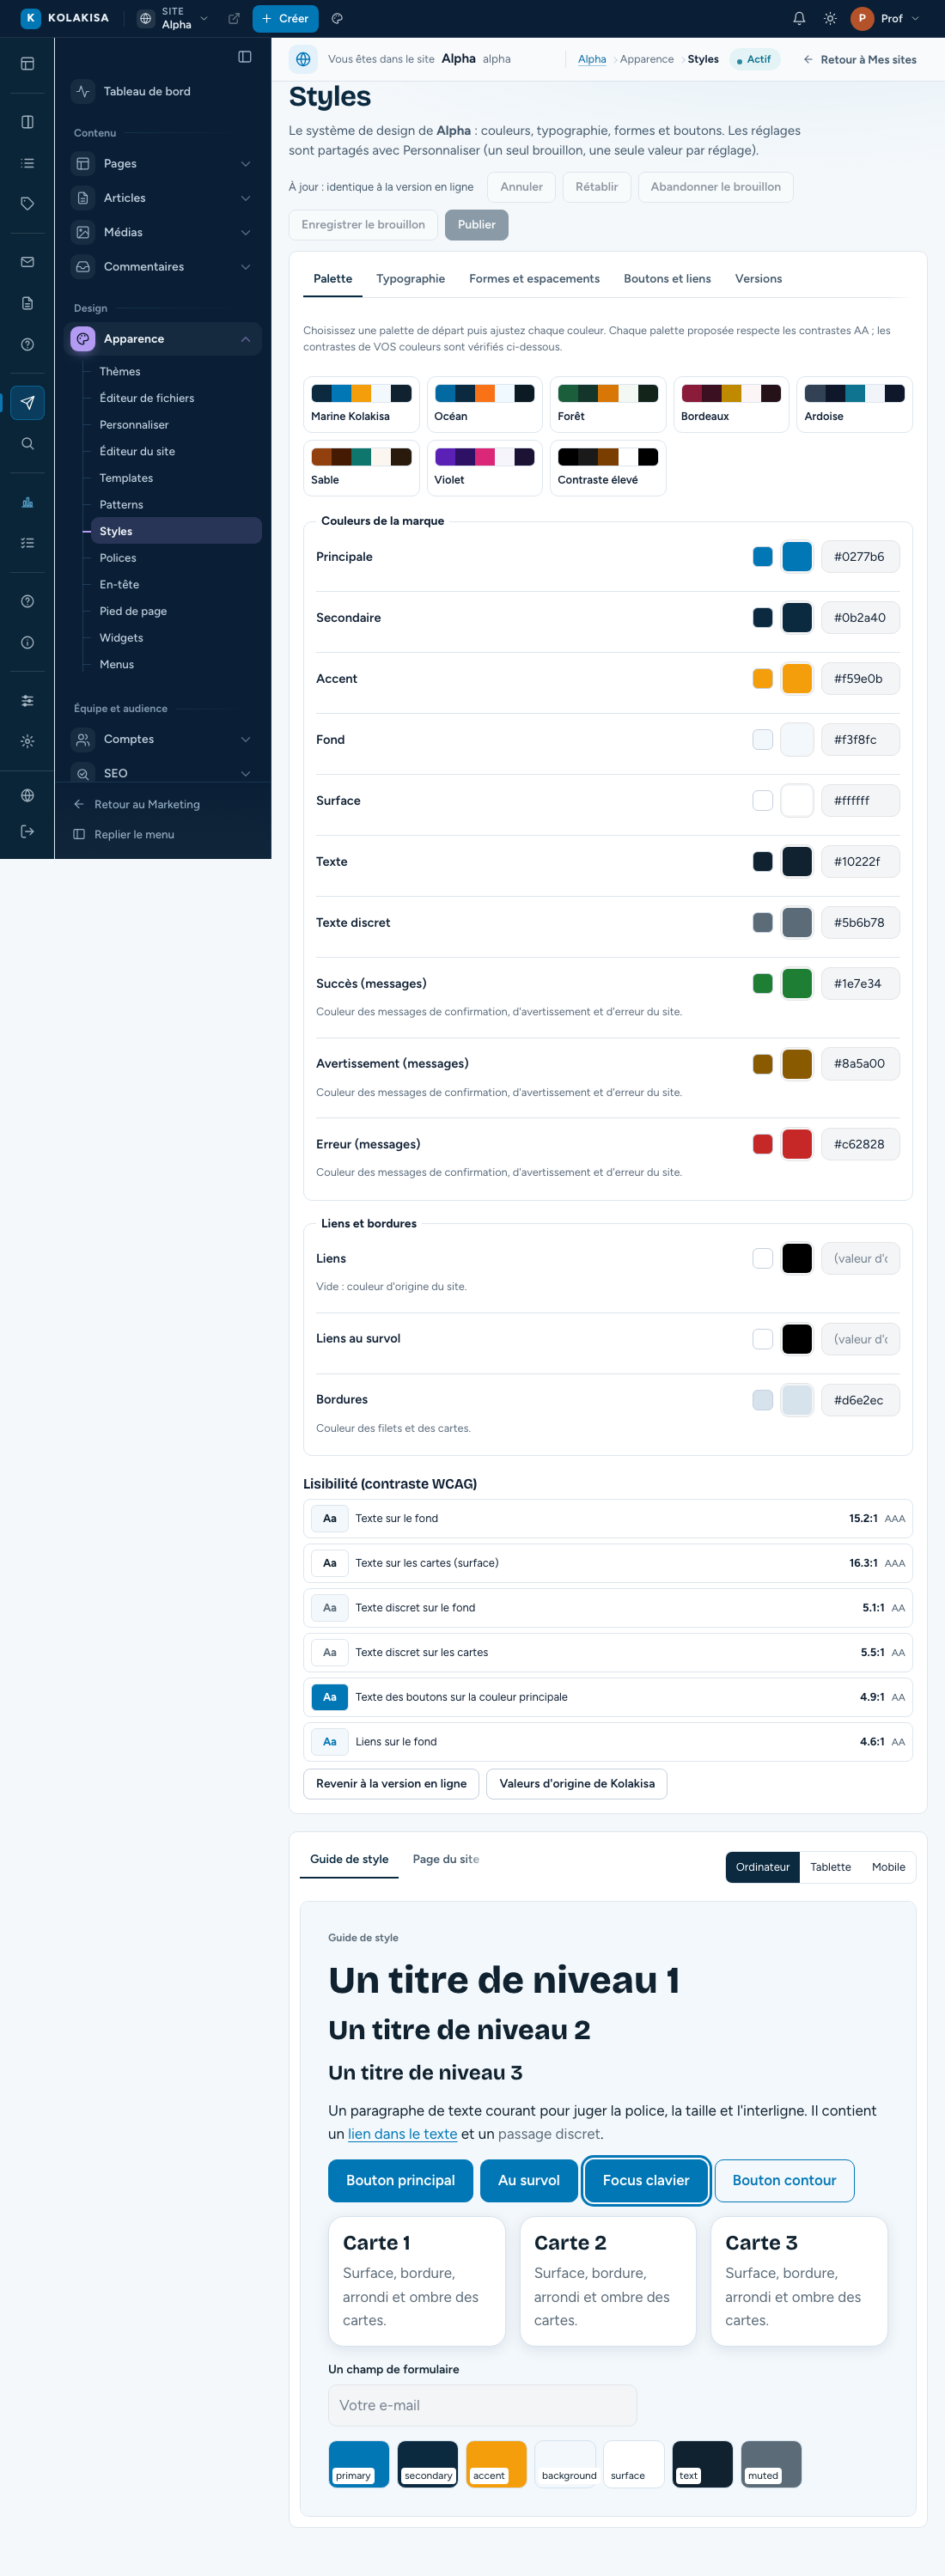 K KOLAKISA
SITE
Alpha
Créer
P Prof
Vous êtes dans le site Alpha alpha
Alpha Apparence Styles
Actif
Retour à Mes sites
Tableau de bord
Contenu
Pages
Articles
Médias
Commentaires
Design
Apparence
Thèmes
Éditeur de fichiers
Personnaliser
Éditeur du site
Templates
Patterns
Styles
Polices
En-tête
Pied de page
Widgets
Menus
Équipe et audience
Comptes
SEO
Retour au Marketing
Replier le menu
Styles
Le système de design de Alpha : couleurs, typographie, formes et boutons. Les réglages
sont partagés avec Personnaliser (un seul brouillon, une seule valeur par réglage).
À jour : identique à la version en ligne
Annuler
Rétablir
Abandonner le brouillon
Enregistrer le brouillon
Publier
Palette
Typographie
Formes et espacements
Boutons et liens
Versions
Choisissez une palette de départ puis ajustez chaque couleur. Chaque palette proposée respecte les contrastes AA ; les
contrastes de VOS couleurs sont vérifiés ci-dessous.
Marine Kolakisa
Océan
Forêt
Bordeaux
Ardoise
Sable
Violet
Contraste élevé
Couleurs de la marque
Principale #0277b6
Secondaire #0b2a40
Accent #f59e0b
Fond #f3f8fc
Surface #ffffff
Texte #10222f
Texte discret #5b6b78
Succès (messages) #1e7e34
Couleur des messages de confirmation, d'avertissement et d'erreur du site.
Avertissement (messages) #8a5a00
Couleur des messages de confirmation, d'avertissement et d'erreur du site.
Erreur (messages) #c62828
Couleur des messages de confirmation, d'avertissement et d'erreur du site.
Liens et bordures
Liens (valeur d'
Vide : couleur d'origine du site.
Liens au survol (valeur d'
Bordures #d6e2ec
Couleur des filets et des cartes.
Lisibilité (contraste WCAG)
Aa Texte sur le fond 15.2:1 AAA
Aa Texte sur les cartes (surface) 16.3:1 AAA
Aa Texte discret sur le fond 5.1:1 AA
Aa Texte discret sur les cartes 5.5:1 AA
Aa Texte des boutons sur la couleur principale 4.9:1 AA
Aa Liens sur le fond 4.6:1 AA
Revenir à la version en ligne
Valeurs d'origine de Kolakisa
Guide de style
Page du site
Ordinateur
Tablette
Mobile
Guide de style
Un titre de niveau 1
Un titre de niveau 2
Un titre de niveau 3
Un paragraphe de texte courant pour juger la police, la taille et l'interligne. Il contient
un lien dans le texte et un passage discret.
Bouton principal
Au survol
Focus clavier
Bouton contour
Carte 1
Surface, bordure,
arrondi et ombre des
cartes.
Carte 2
Surface, bordure,
arrondi et ombre des
cartes.
Carte 3
Surface, bordure,
arrondi et ombre des
cartes.
Un champ de formulaire
Votre e-mail
primary
secondary
accent
background
surface
text
muted